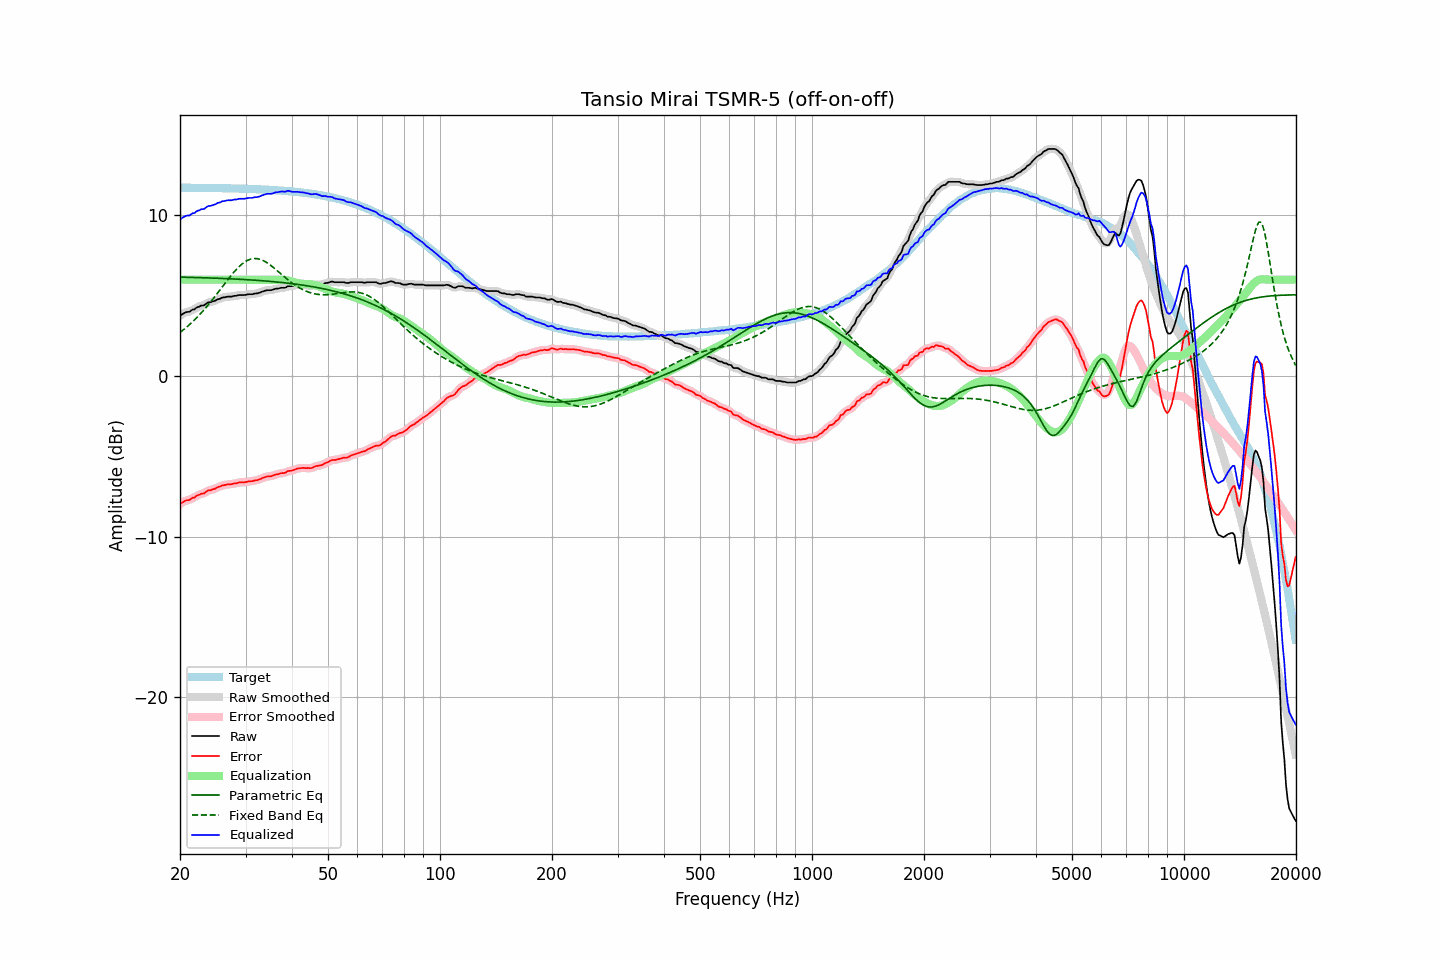 Tansio Mirai TSMR-5 (off-on-off)
Amplitude (dBr)
10
0
−10
−20
Target
Raw Smoothed
Error Smoothed
Raw
Error
Equalization
Parametric Eq
Fixed Band Eq
Equalized
20
50
100
200
500
1000
2000
5000
10000
20000
Frequency (Hz)